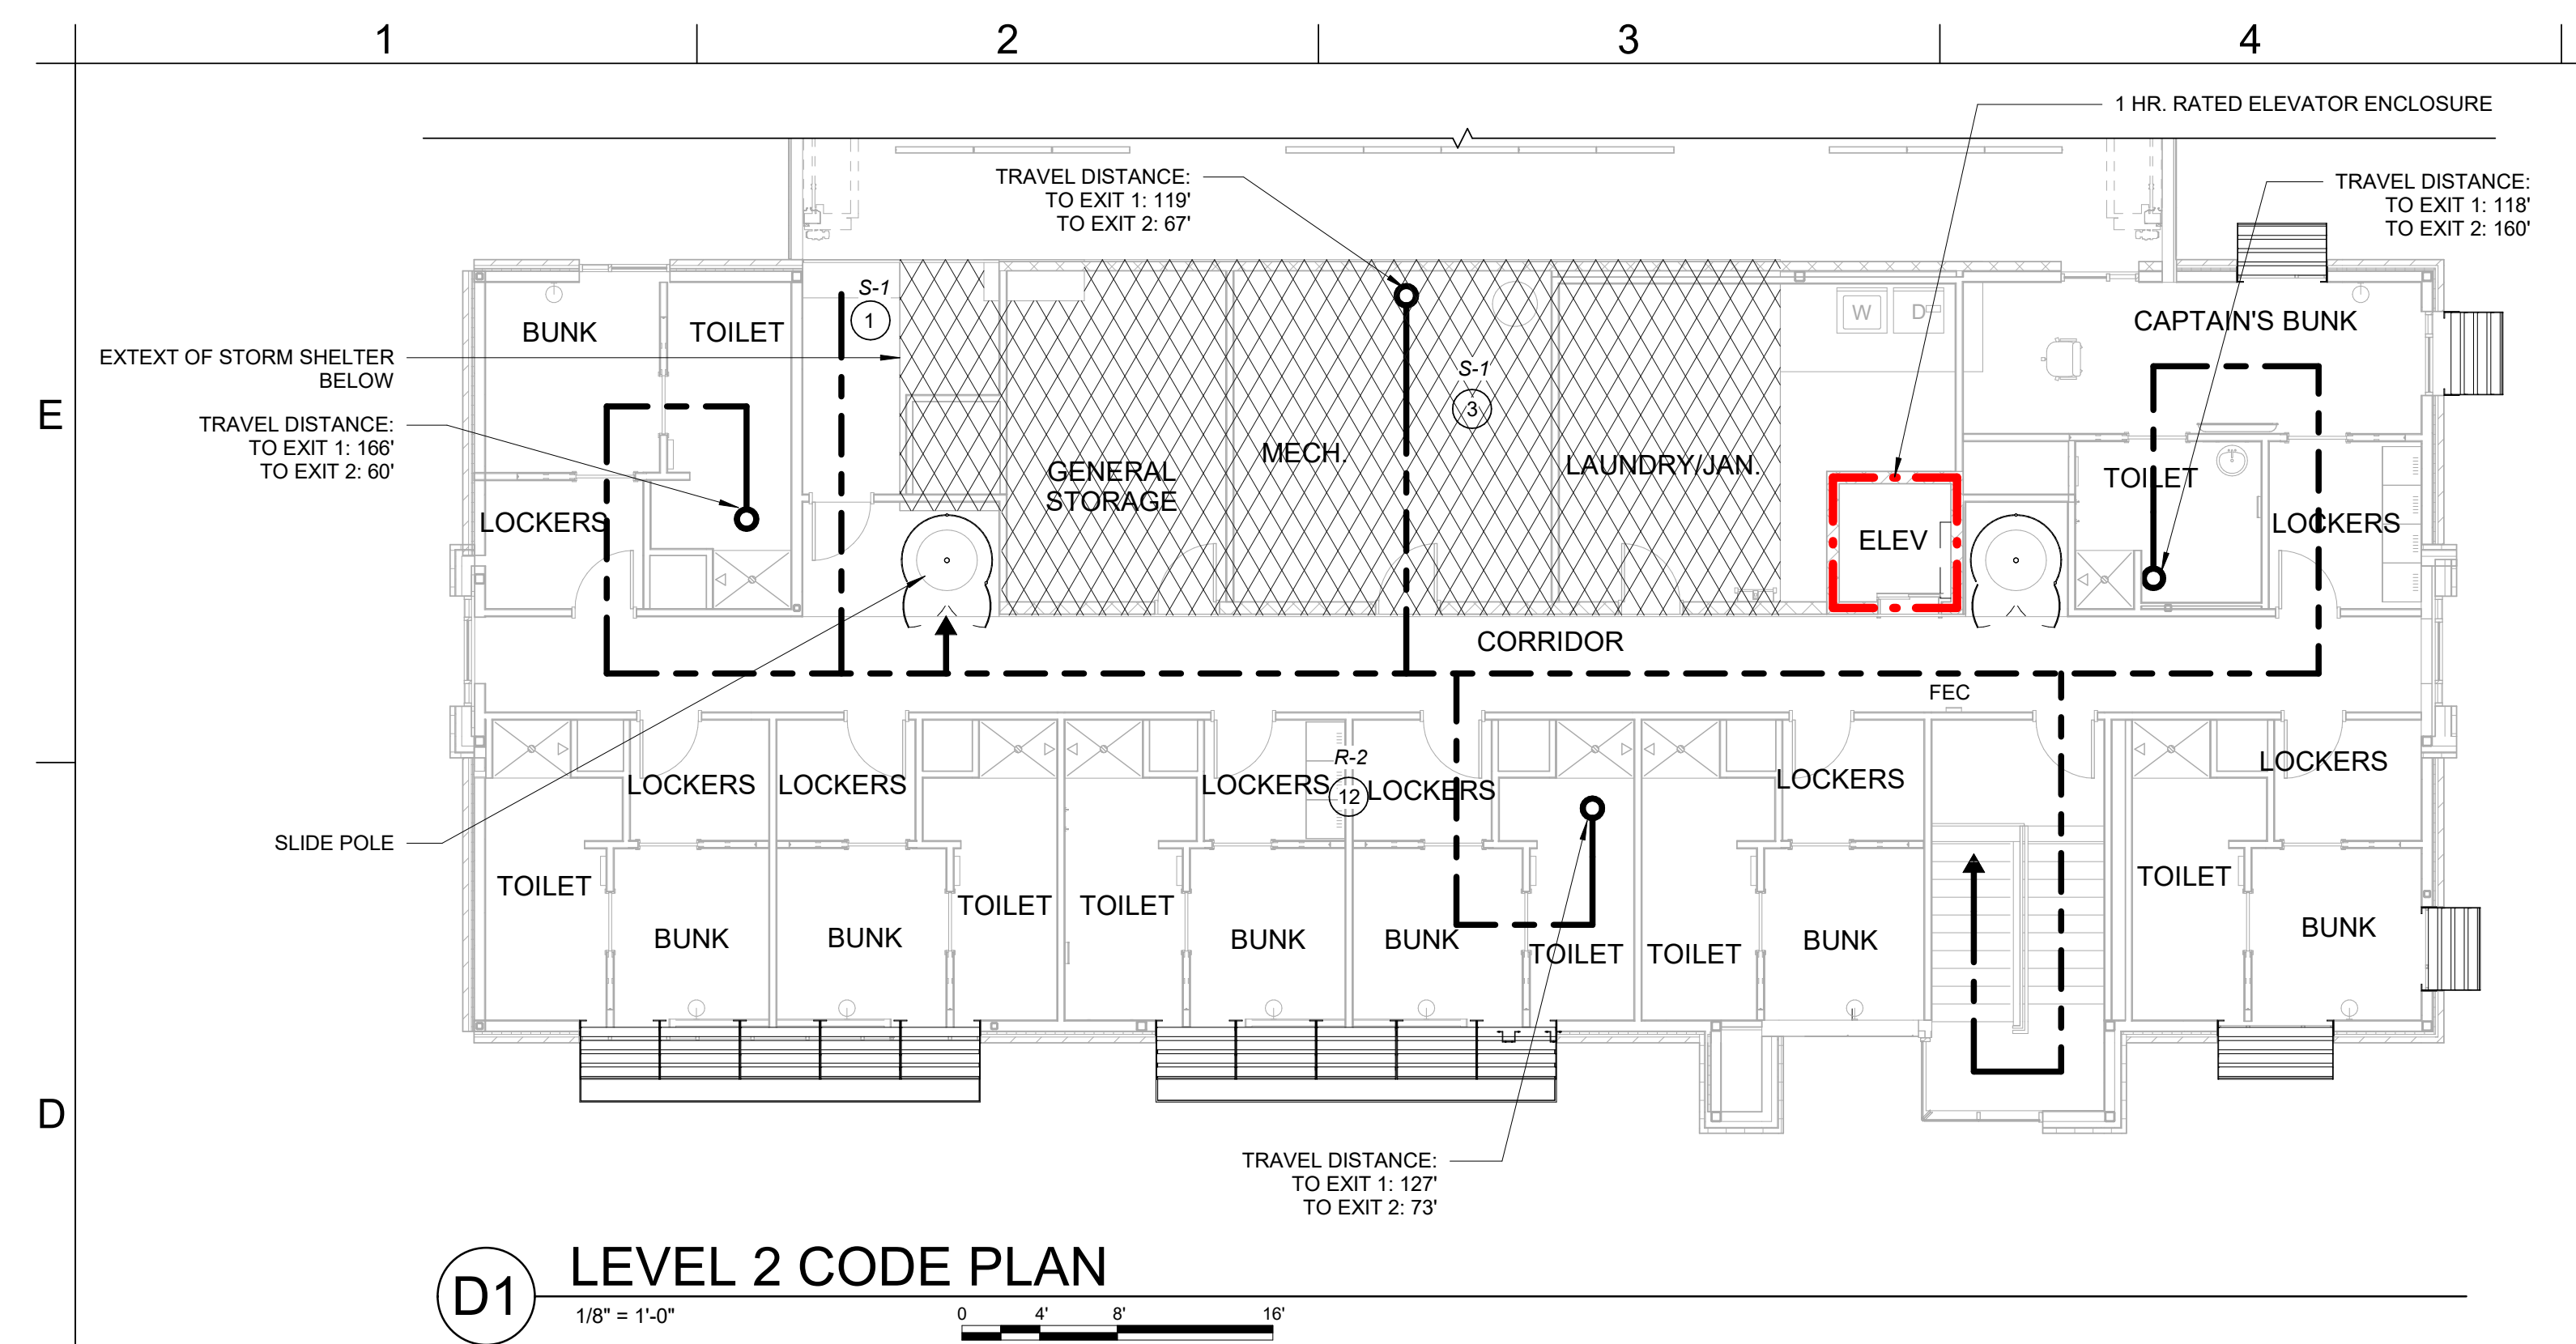 1 2 3 4
1 HR. RATED ELEVATOR ENCLOSURE
TRAVEL DISTANCE:
TO EXIT 1: 119'
TO EXIT 2: 67'
TRAVEL DISTANCE:
TO EXIT 1: 118'
TO EXIT 2: 160'
S-1
1
BUNK
TOILET
W
D
CAPTAIN'S BUNK
EXTEXT OF STORM SHELTER
BELOW
S-1
3
E
TRAVEL DISTANCE:
TO EXIT 1: 166'
TO EXIT 2: 60'
GENERAL
STORAGE
MECH.
LAUNDRY/JAN.
TOILET
LOCKERS
ELEV
LOCKERS
CORRIDOR
FEC
R-2
12
LOCKERS
LOCKERS
LOCKERS
LOCKERS
LOCKERS
LOCKERS
SLIDE POLE
TOILET
TOILET
TOILET
TOILET
BUNK
BUNK
BUNK
BUNK
TOILET
TOILET
BUNK
BUNK
D
TRAVEL DISTANCE:
TO EXIT 1: 127'
TO EXIT 2: 73'
D1
LEVEL 2 CODE PLAN
1/8" = 1'-0"
0 4' 8' 16'